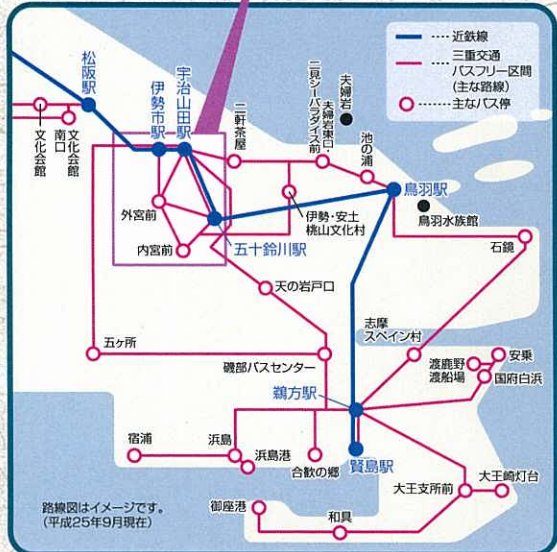 近鉄線
三重交通
バスフリー区間
(主な路線)
主なバス停
松阪駅
文化会館
文化会館
南口
伊勢市駅
宇治山田駅
外宮前
内宮前
五十鈴川駅
二軒茶屋
二見シーパラダイス前
夫婦岩東口・
夫婦岩
池の浦
鳥羽駅
鳥羽水族館
伊勢・安土
桃山文化村
石鏡
天の岩戸口
志摩
スペイン村
五ヶ所
磯部バスセンター
渡鹿野
渡船場
安乗
国府白浜
鵜方駅
賢島駅
宿浦
浜島
浜島港
合歓の郷
大王支所前
大王崎灯台
御座港
和具
路線図はイメージです。
(平成25年9月現在)